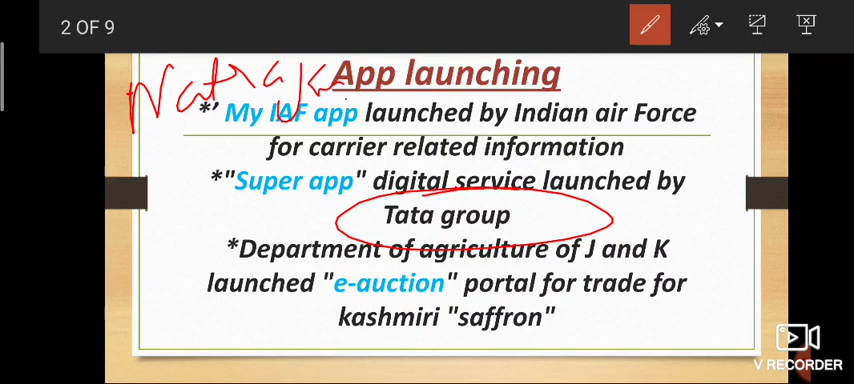 2 OF 9
App launching
*’ My IAF app launched by Indian air Force
for carrier related information
*"Super app" digital service launched by
Tata group
*Department of agriculture of J and K
launched "e-auction" portal for trade for
kashmiri "saffron"
V RECORDER